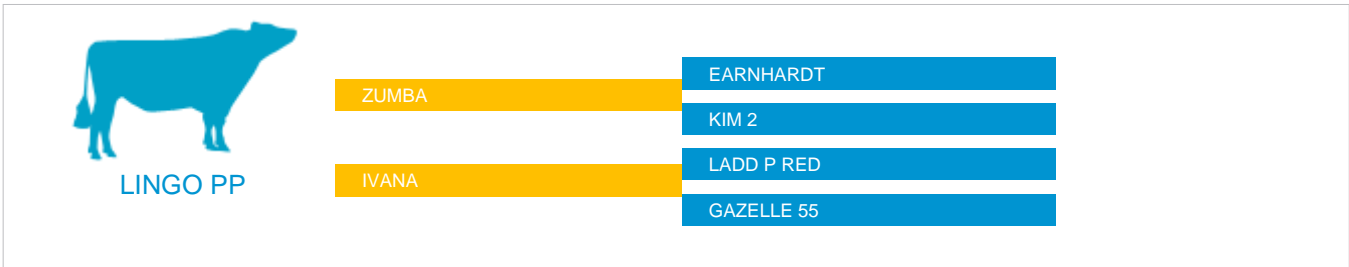 LINGO PP
ZUMBA
EARNHARDT
KIM 2
IVANA
LADD P RED
GAZELLE 55